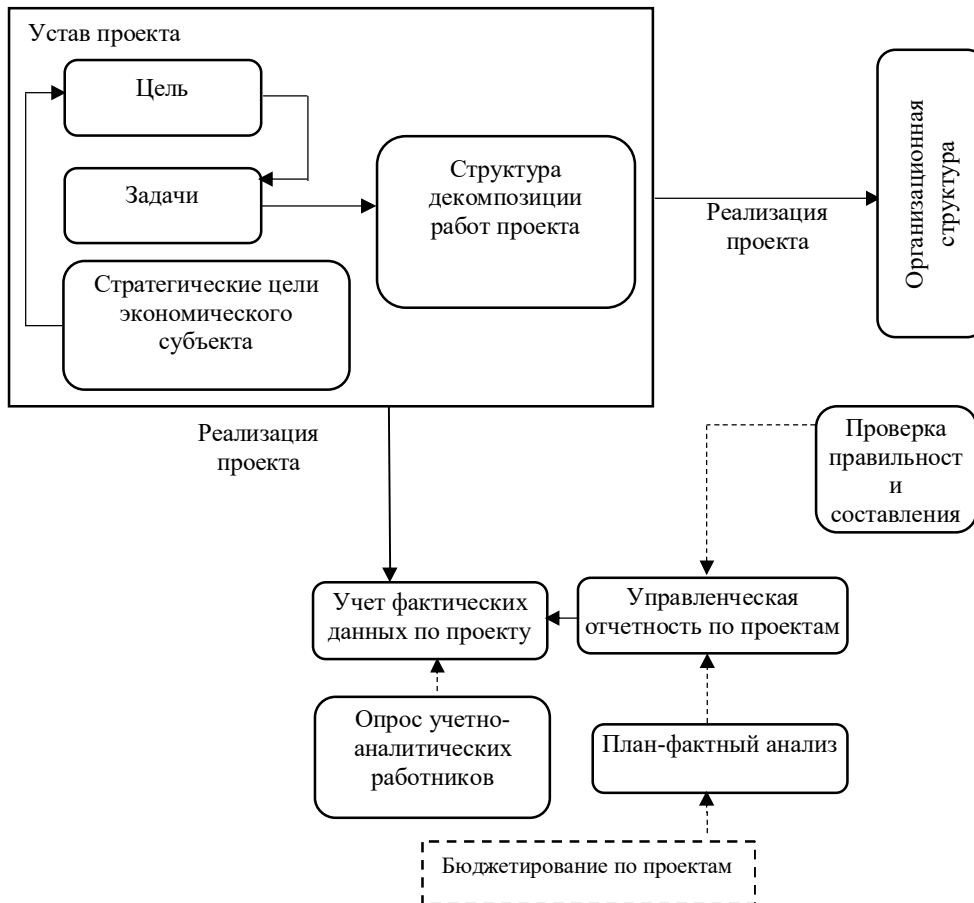 Устав проекта
Цель
Задачи
Стратегические цели
экономического
субъекта
Структура
декомпозиции
работ проекта
Реализация
проекта
Организационная
структура
Реализация
проекта
Проверка
правильност
и
составления
Учет фактических
данных по проекту
Управленческая
отчетность по проектам
Опрос учетно-
аналитических
работников
План-фактный анализ
Бюджетирование по проектам